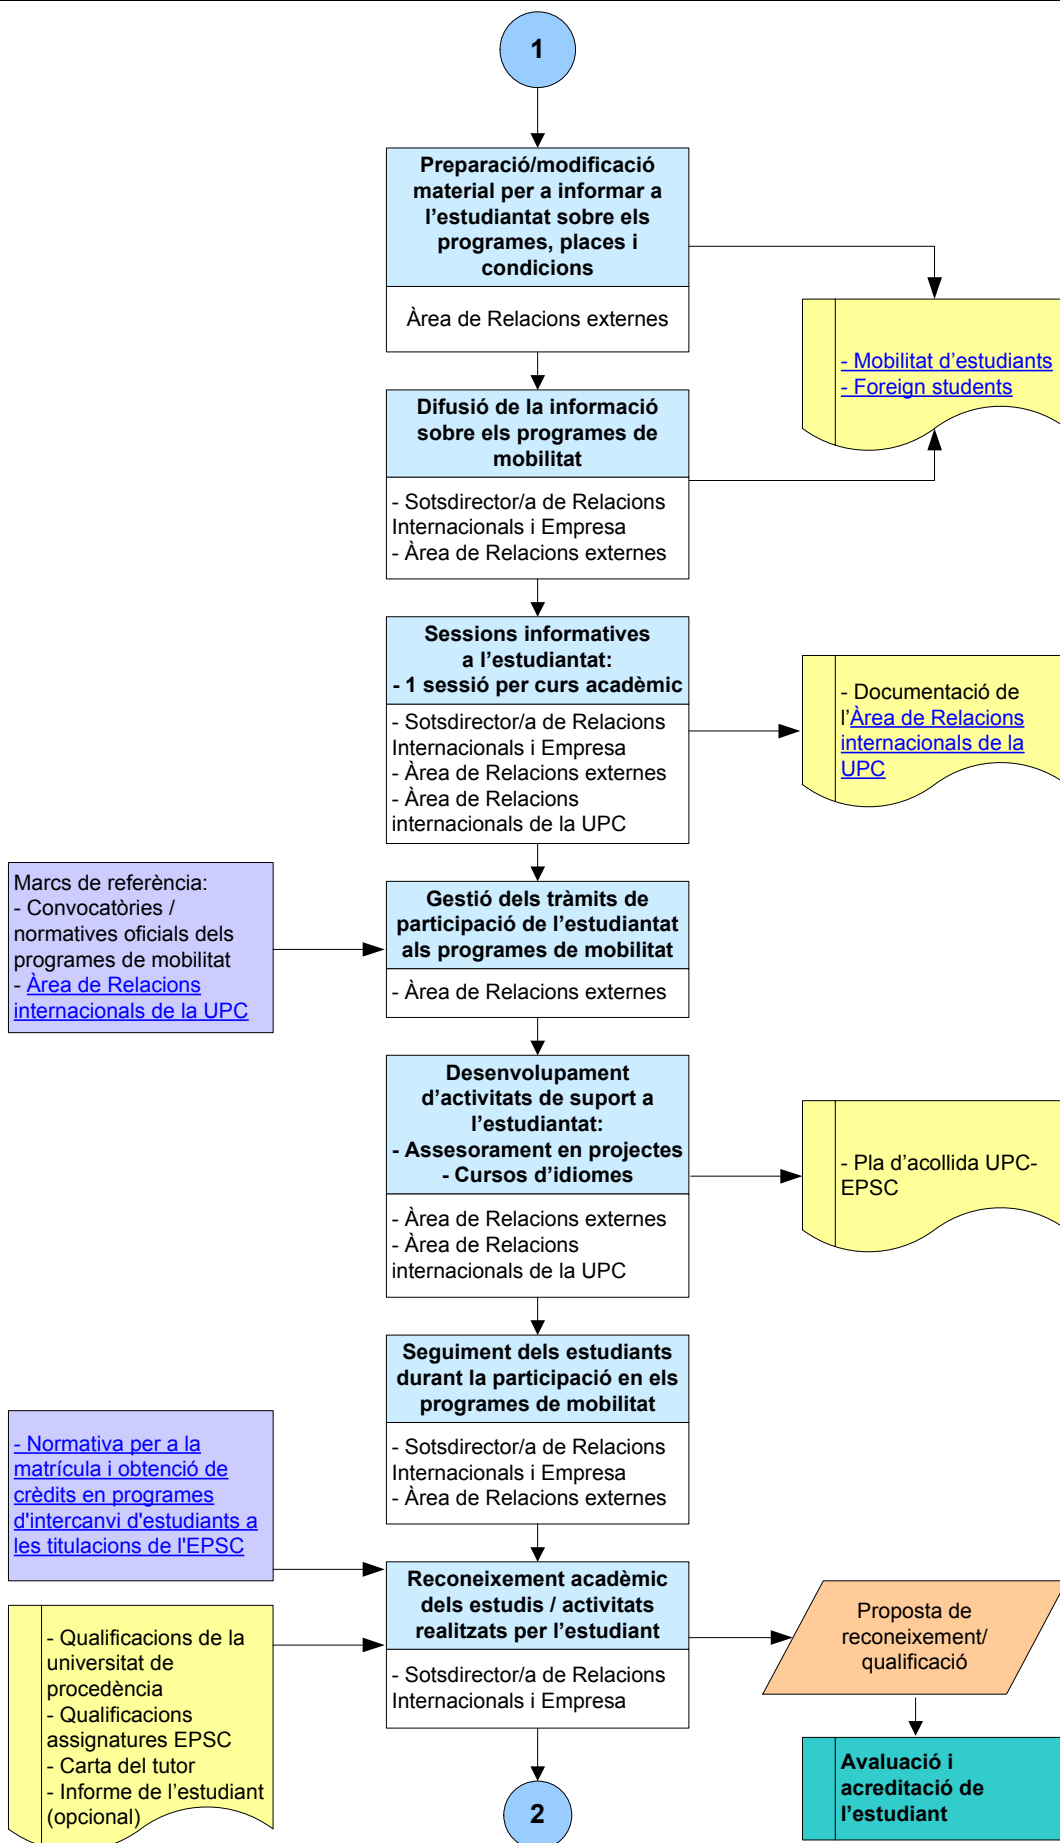 1
Preparació/modificació
material per a informar a
l’estudiantat sobre els
programes, places i
condicions
Àrea de Relacions externes
- Mobilitat d’estudiants
- Foreign students
Difusió de la informació
sobre els programes de
mobilitat
- Sotsdirector/a de Relacions
Internacionals i Empresa
- Àrea de Relacions externes
Sessions informatives
a l’estudiantat:
- 1 sessió per curs acadèmic
- Sotsdirector/a de Relacions
Internacionals i Empresa
- Àrea de Relacions externes
- Àrea de Relacions
internacionals de la UPC
- Documentació de
l’Àrea de Relacions
internacionals de la
UPC
Marcs de referència:
- Convocatòries /
normatives oficials dels
programes de mobilitat
- Àrea de Relacions
internacionals de la UPC
Gestió dels tràmits de
participació de l’estudiantat
als programes de mobilitat
- Àrea de Relacions externes
Desenvolupament
d’activitats de suport a
l’estudiantat:
- Assesorament en projectes
- Cursos d’idiomes
- Àrea de Relacions externes
- Àrea de Relacions
internacionals de la UPC
- Pla d’acollida UPC-
EPSC
Seguiment dels estudiants
durant la participació en els
programes de mobilitat
- Sotsdirector/a de Relacions
Internacionals i Empresa
- Àrea de Relacions externes
- Normativa per a la
matrícula i obtenció de
crèdits en programes
d'intercanvi d'estudiants a
les titulacions de l'EPSC
Reconeixement acadèmic
dels estudis / activitats
realitzats per l’estudiant
- Sotsdirector/a de Relacions
Internacionals i Empresa
- Qualificacions de la
universitat de
procedència
- Qualificacions
assignatures EPSC
- Carta del tutor
- Informe de l’estudiant
(opcional)
Proposta de
reconeixement/
qualificació
Avaluació i
acreditació de
l’estudiant
2